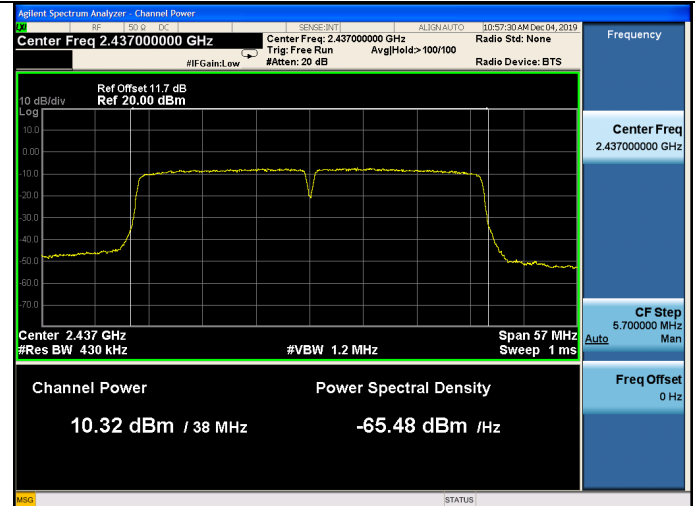 Agilent Spectrum Analyzer - Channel Power
RF 50 Ω DC SENSE:INT ALIGNAUTO 10:57:30 AM Dec 04, 2019
Center Freq 2.437000000 GHz
Center Freq: 2.437000000 GHz
Radio Std: None
Trig: Free Run Avg|Hold:>100/100
#IFGain:Low
#Atten: 20 dB
Radio Device: BTS
Ref Offset 11.7 dB
10 dB/div Ref 20.00 dBm
Log
10.0
0.00
-10.0
-20.0
-30.0
-40.0
-50.0
-60.0
-70.0
Center 2.437 GHz Span 57 MHz
#Res BW 430 kHz #VBW 1.2 MHz Sweep 1 ms
Channel Power Power Spectral Density
10.32 dBm / 38 MHz -65.48 dBm /Hz
MSG STATUS
Frequency
Center Freq
2.437000000 GHz
CF Step
5.700000 MHz
Auto Man
Freq Offset
0 Hz